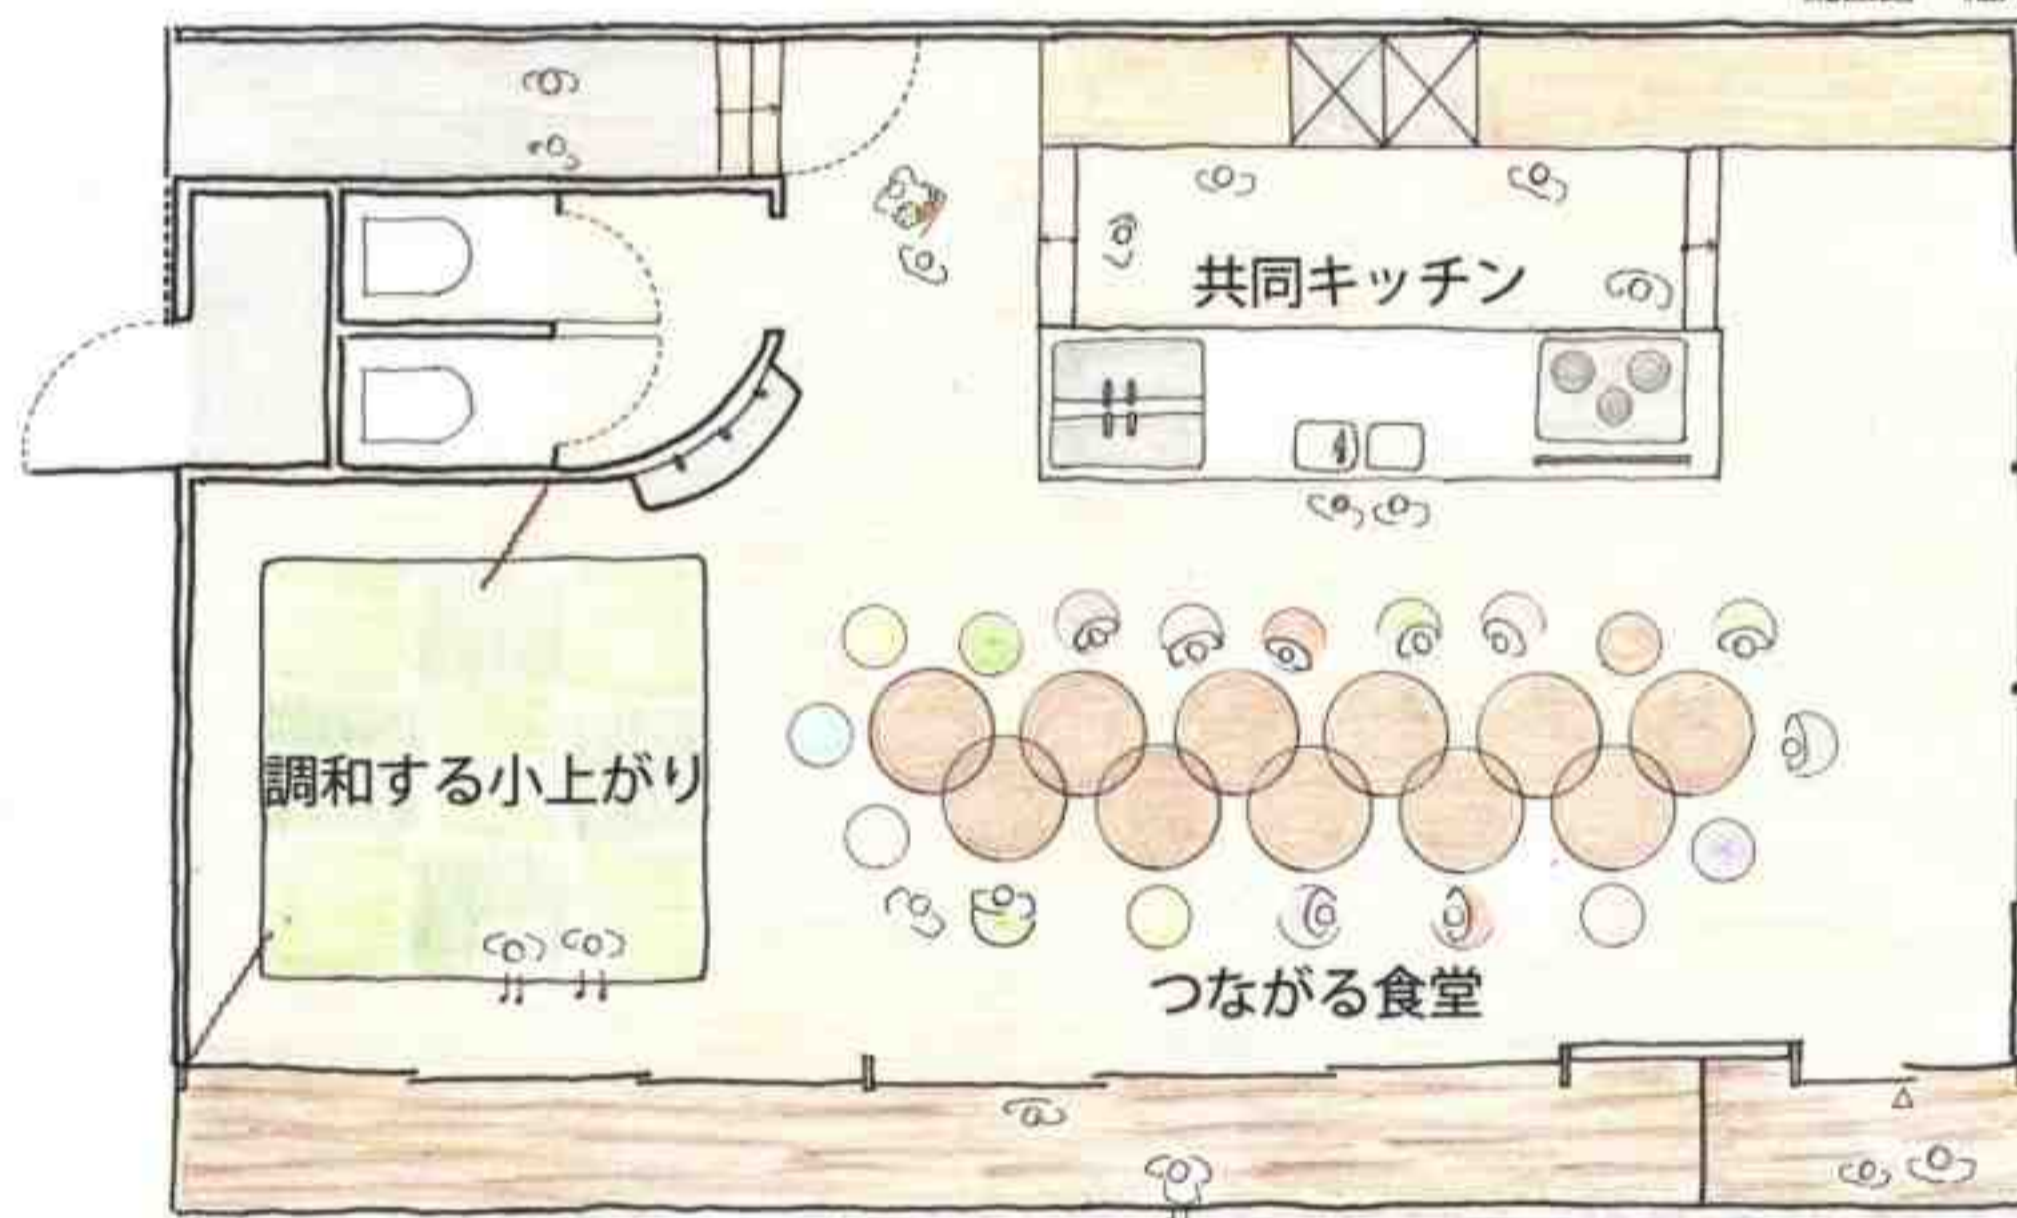 共同キッチン
調和する小上がり
つながる食堂